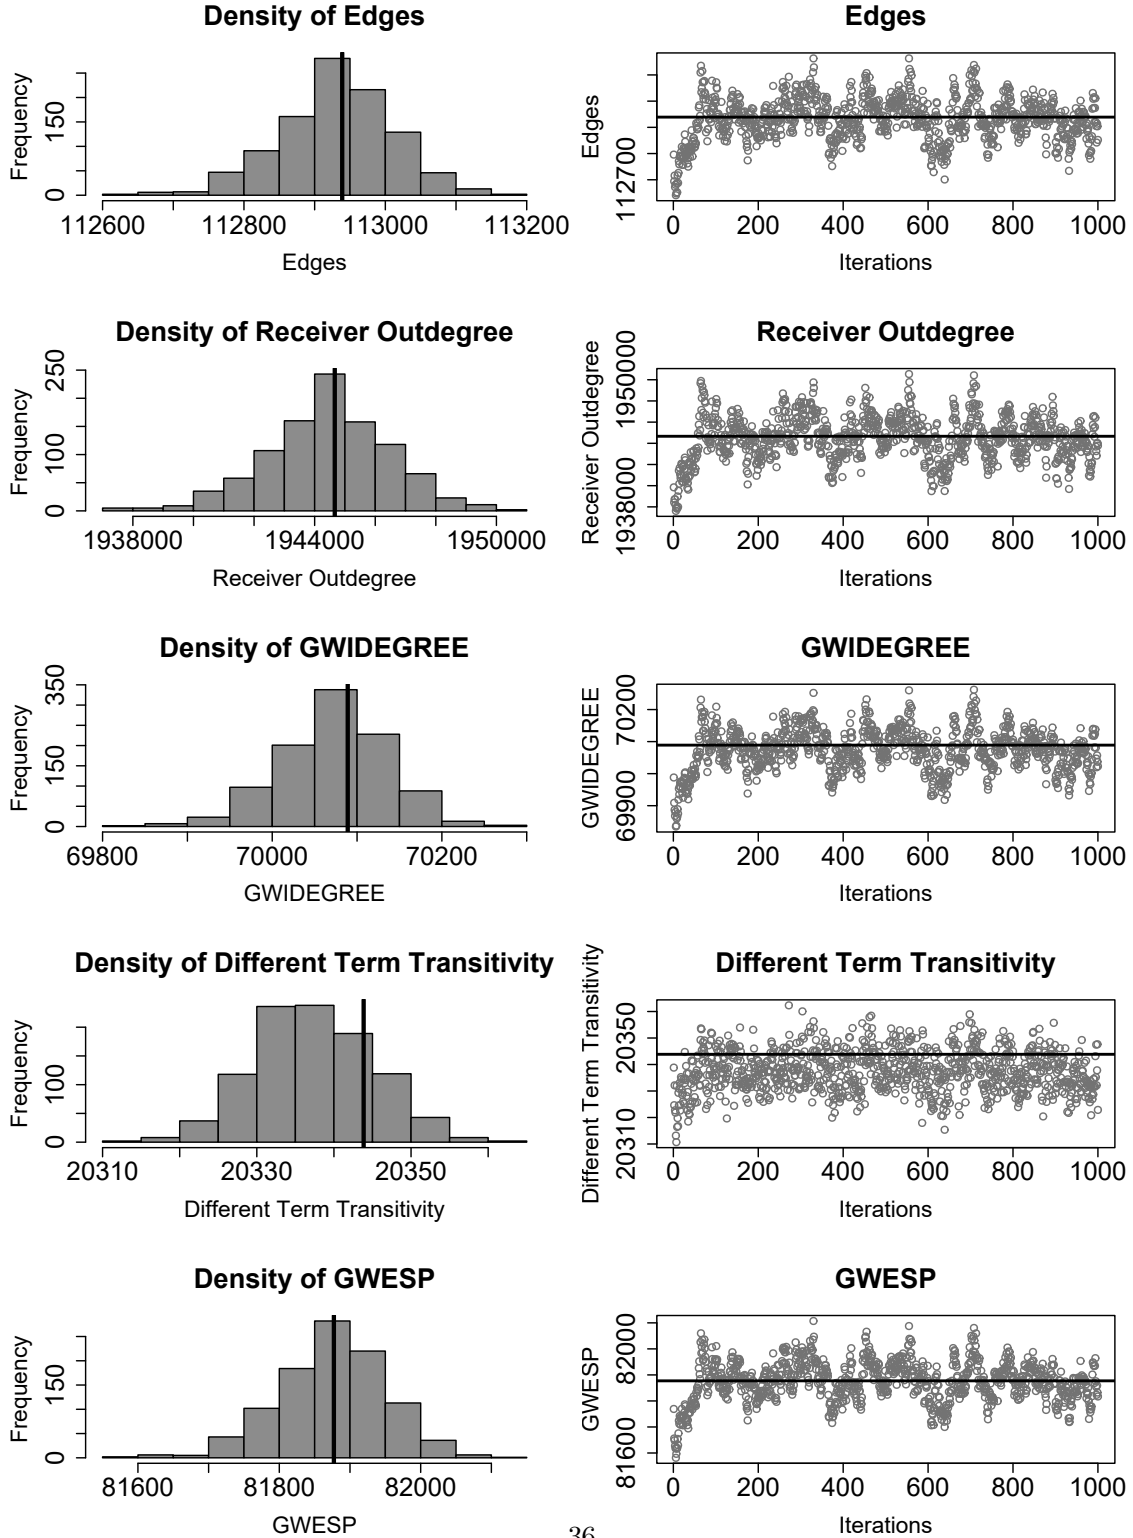 Density of Edges
Frequency
0
150
112600
112800
113000
113200
Edges
Edges
Edges
112700
0
200
400
600
800
1000
Iterations
Density of Receiver Outdegree
Frequency
0
100
250
1938000
1944000
1950000
Receiver Outdegree
Receiver Outdegree
Receiver Outdegree
1938000
1950000
0
200
400
600
800
1000
Iterations
Density of GWIDEGREE
Frequency
0
150
350
69800
70000
70200
GWIDEGREE
GWIDEGREE
GWIDEGREE
69900
70200
0
200
400
600
800
1000
Iterations
Density of Different Term Transitivity
Frequency
0
100
20310
20330
20350
Different Term Transitivity
Different Term Transitivity
Different Term Transitivity
20310
20350
0
200
400
600
800
1000
Iterations
Density of GWESP
Frequency
0
150
81600
81800
82000
GWESP
GWESP
GWESP
81600
82000
0
200
400
600
800
1000
Iterations
36